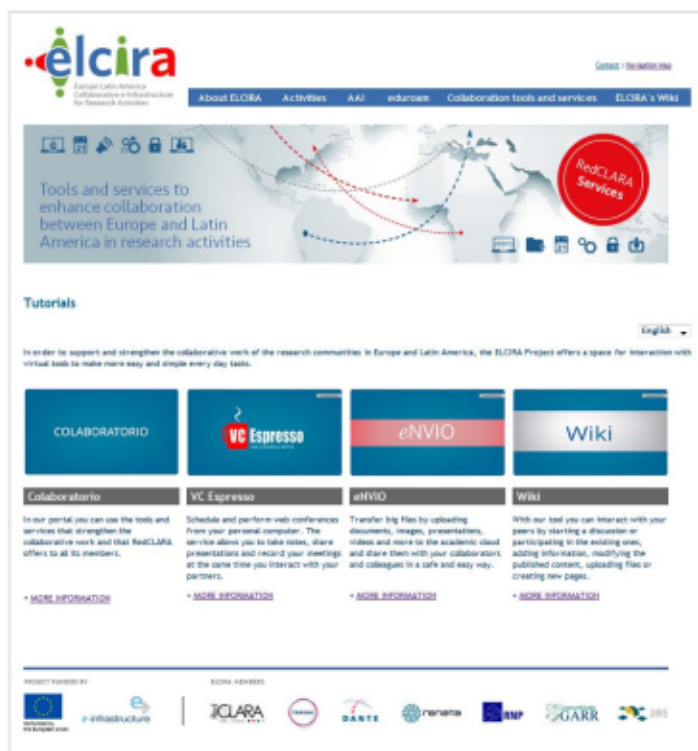 elcira
Europe Latin America
Collaborative e-Infrastructure
for Research Activities
Contact | Navigation Map
About ELCIRA Activities AAI eduroam Collaboration tools and services ELCIRA's Wiki
Tools and services to
enhance collaboration
between Europe and Latin
America in research activities
RedCLARA
Services
Tutorials
English
In order to support and strengthen the collaborative work of the research communities in Europe and Latin America, the ELCIRA Project offers a space for interaction with
virtual tools to make more easy and simple every day tasks.
COLABORATORIO
VC Espresso
eNVIO
Wiki
Colaboratorio
In our portal you can use the tools and
services that strengthen the
collaborative work and that RedCLARA
offers to all its members.
+ MORE INFORMATION
VC Espresso
Schedule and perform web conferences
from your personal computer. The
service allows you to take notes, share
presentations and record your meetings
at the same time you interact with your
partners.
+ MORE INFORMATION
eNVIO
Transfer big files by uploading
documents, images, presentations,
videos and more to the academic cloud
and share them with your collaborators
and colleagues in a safe and easy way.
+ MORE INFORMATION
Wiki
With our tool you can interact with your
peers by starting a discussion or
participating in the existing ones,
adding information, modifying the
published content, uploading files or
creating new pages.
+ MORE INFORMATION
PROJECT FUNDED BY
ELCIRA MEMBERS
e-infrastructure
CLARA
TERENA
DANTE
renata
RNP
GARR